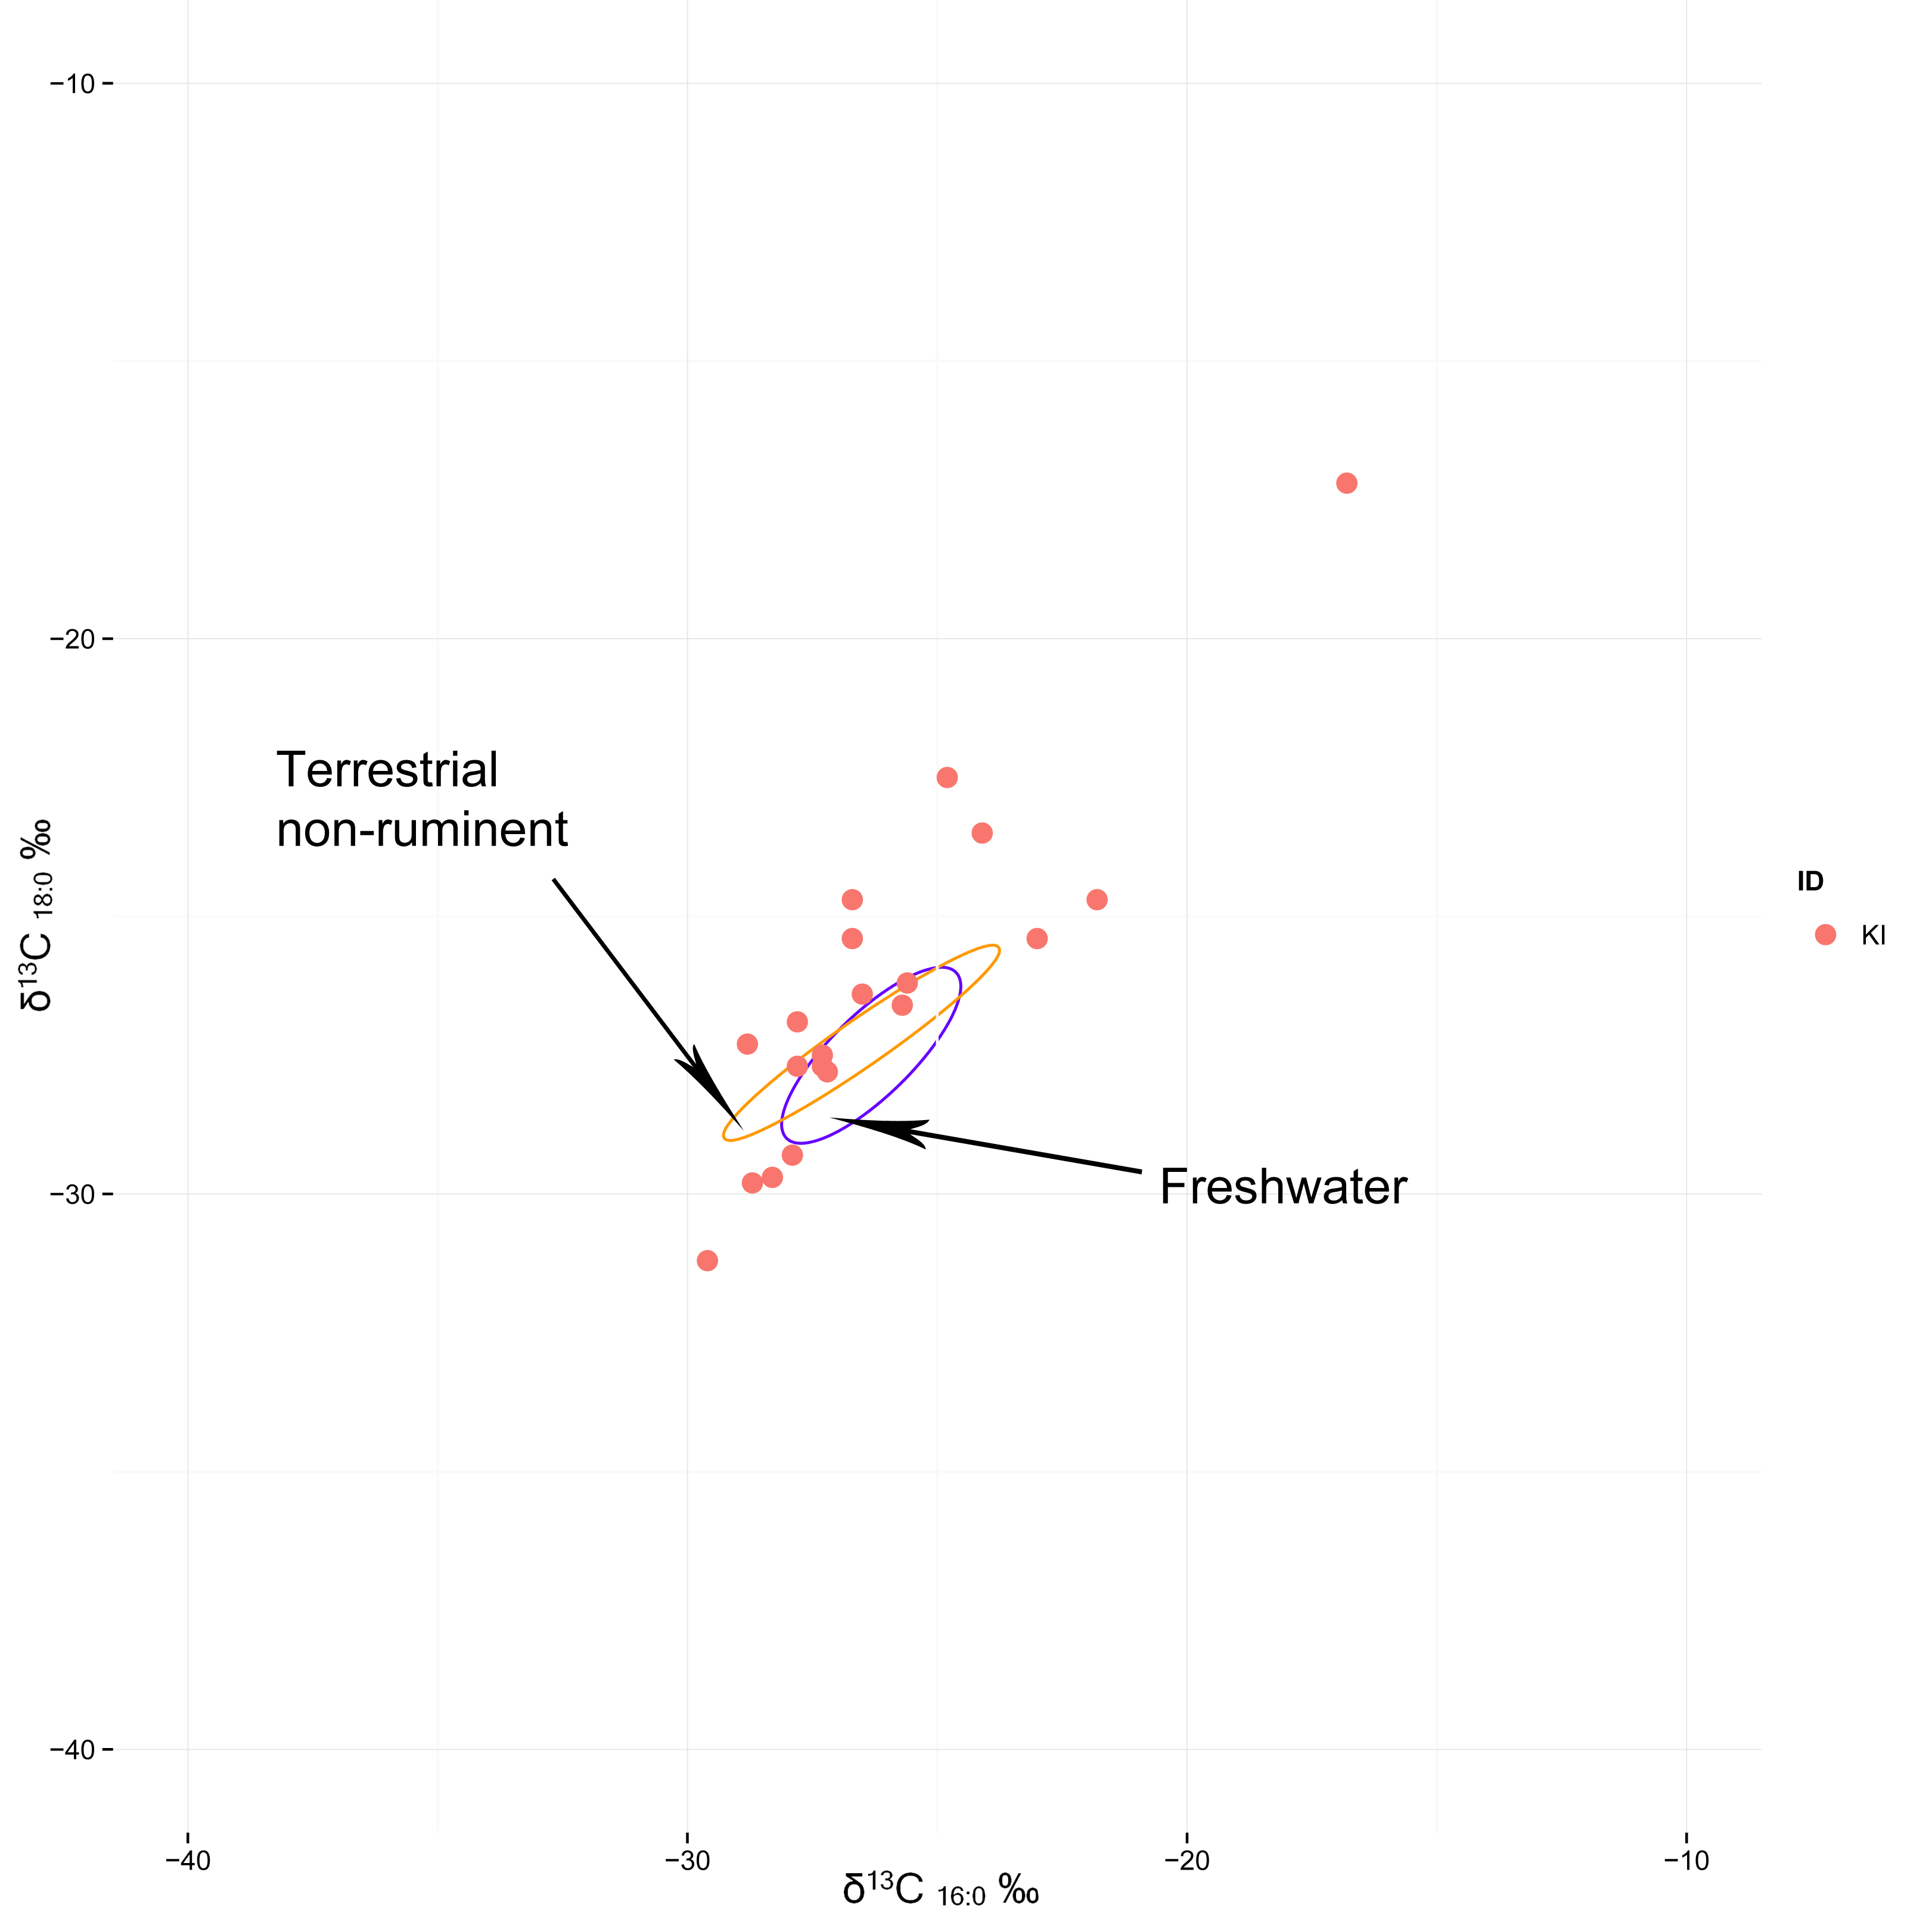 −10
−20
−30
−40
δ13C 18:0 ‰
Terrestrial
non-ruminent
Freshwater
ID
KI
−40
−30
−20
−10
δ13C 16:0 ‰